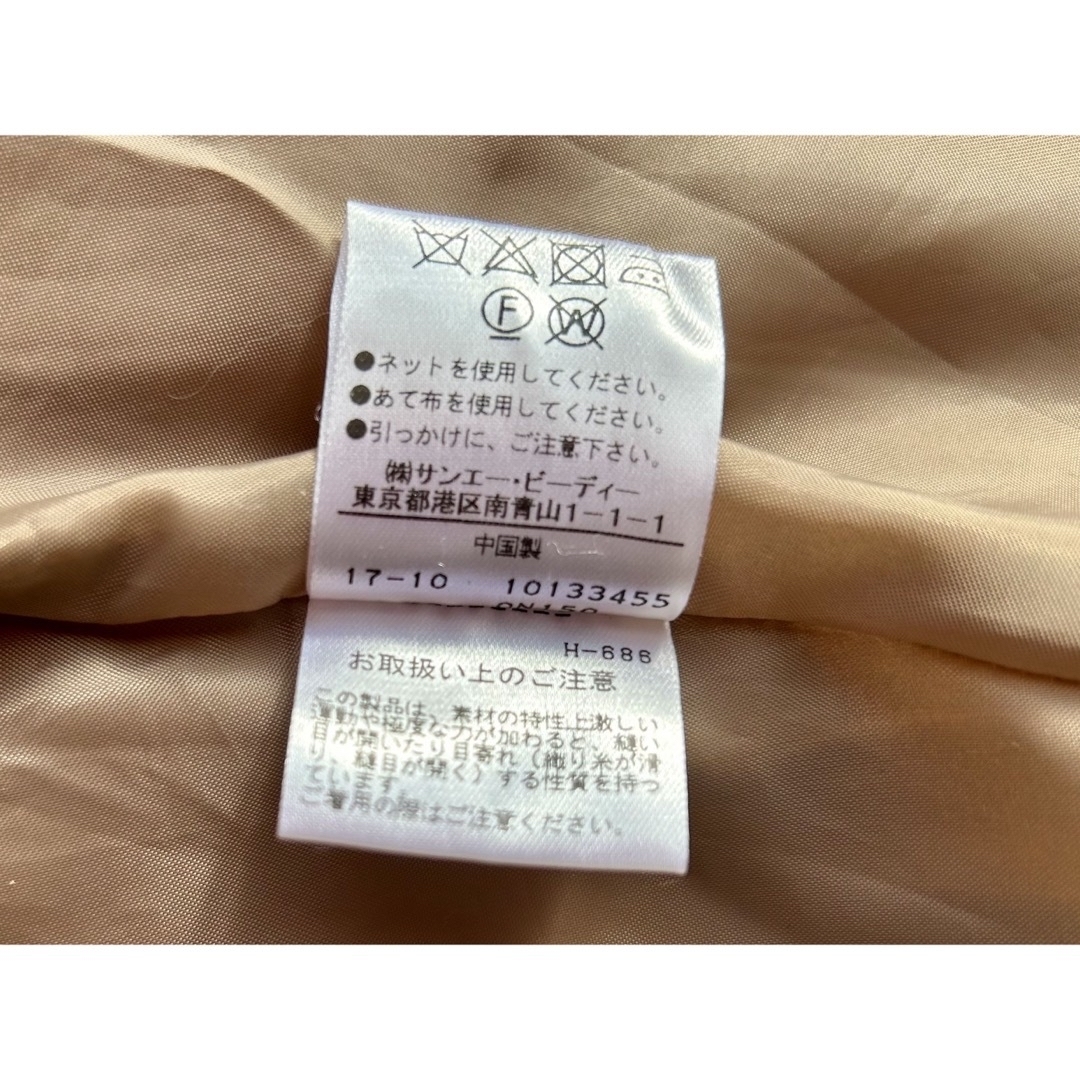 F
W
●ネットを使用してください。
●あて布を使用してください。
●引っかけに、ご注意下さい。
㈱サンエー・ビーディー
東京都港区南青山1-1-1
中国製
17-10 10133455
H-686
お取扱い上のご注意
この製品は、素材の特性上激しい
運動や極度な力が加わると、縫い
目が開いたり目寄れ（織り糸が滑
り、縫目が開く）する性質を持っ
ています。
ご着用の際はご注意ください。